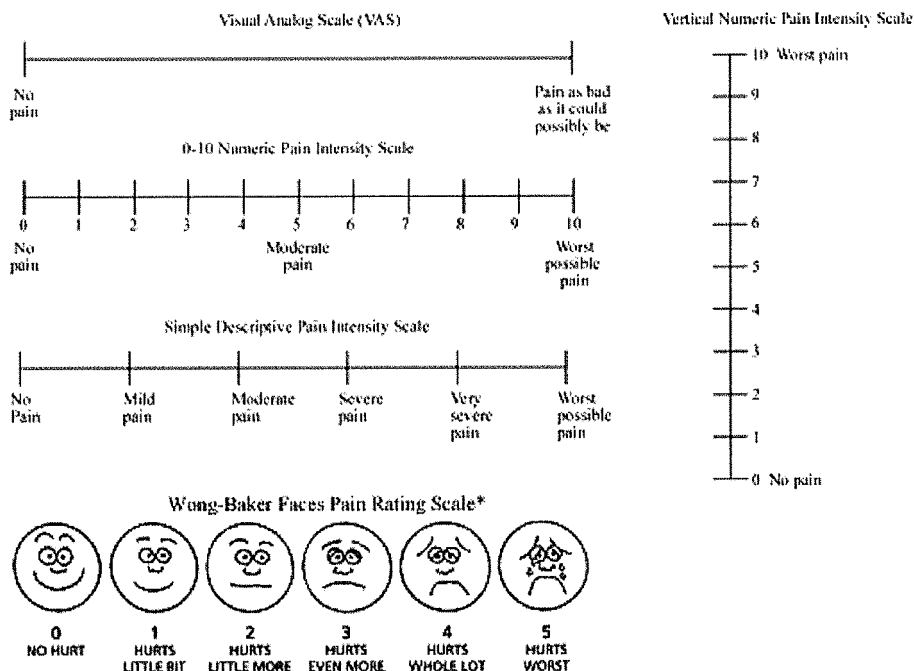 Visual Analog Scale (VAS)
No
pain
Pain as bad
as it could
possibly be
0-10 Numeric Pain Intensity Scale
0 1 2 3 4 5 6 7 8 9 10
No
pain
Moderate
pain
Worst
possible
pain
Simple Descriptive Pain Intensity Scale
No
Pain
Mild
pain
Moderate
pain
Severe
pain
Very
severe
pain
Worst
possible
pain
Vertical Numeric Pain Intensity Scale
10 Worst pain
9
8
7
6
5
4
3
2
1
0 No pain
Wong-Baker Faces Pain Rating Scale*
0
NO HURT
1
HURTS
LITTLE BIT
2
HURTS
LITTLE MORE
3
HURTS
EVEN MORE
4
HURTS
WHOLE LOT
5
HURTS
WORST